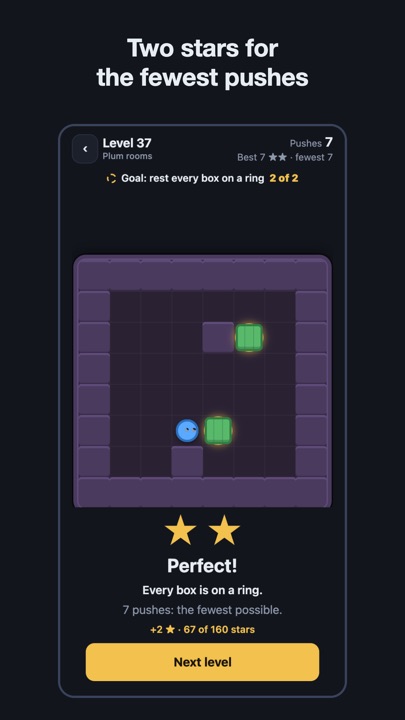 Two stars for
the fewest pushes
‹ Level 37
Plum rooms
Pushes 7
Best 7 ★★ · fewest 7
Goal: rest every box on a ring 2 of 2
Perfect!
Every box is on a ring.
7 pushes: the fewest possible.
+2 ★ · 67 of 160 stars
Next level